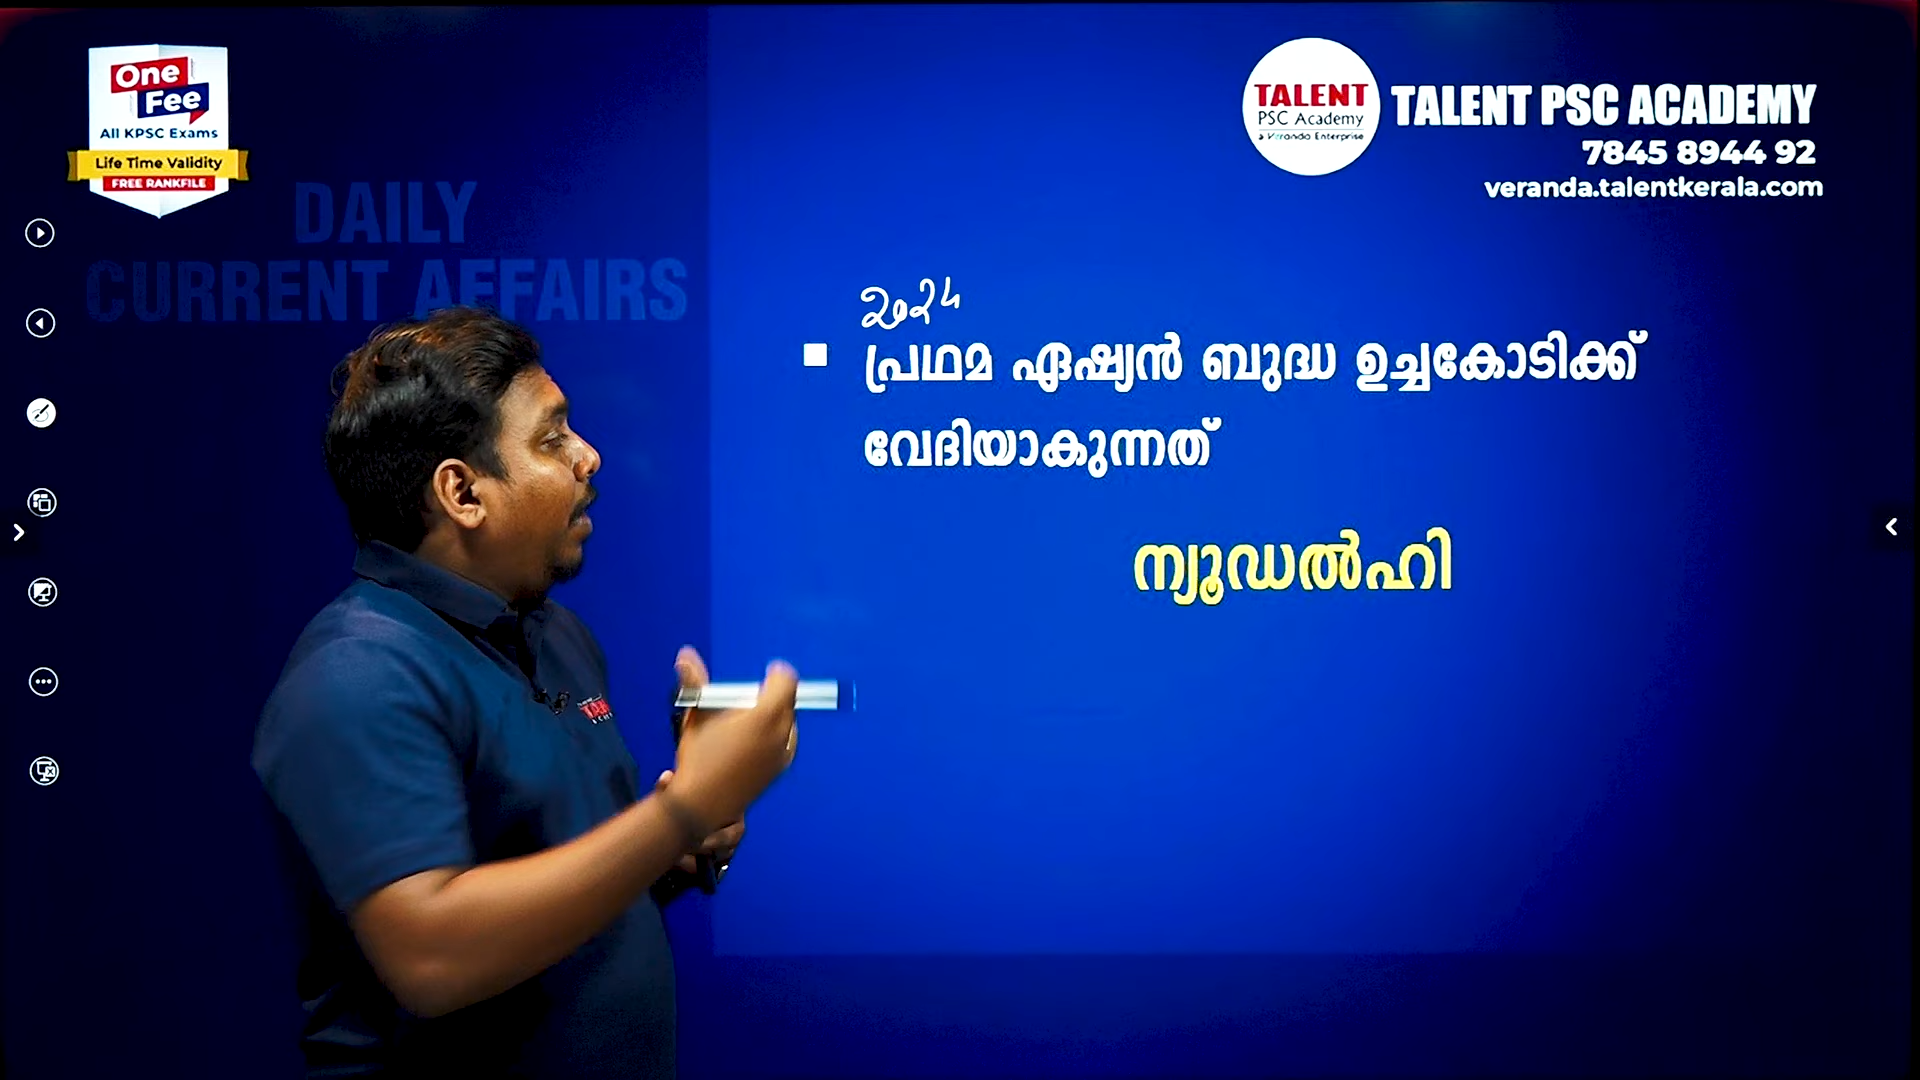 One
Fee
All KPSC Exams
Life Time Validity
FREE RANKFILE
TALENT
PSC Academy
a Veranda Enterprise
TALENT PSC ACADEMY
7845 8944 92
veranda.talentkerala.com
DAILY
CURRENT AFFAIRS
2024
പ്രഥമ ഏഷ്യൻ ബുദ്ധ ഉച്ചകോടിക്ക്
വേദിയാകുന്നത്
ന്യൂഡൽഹി